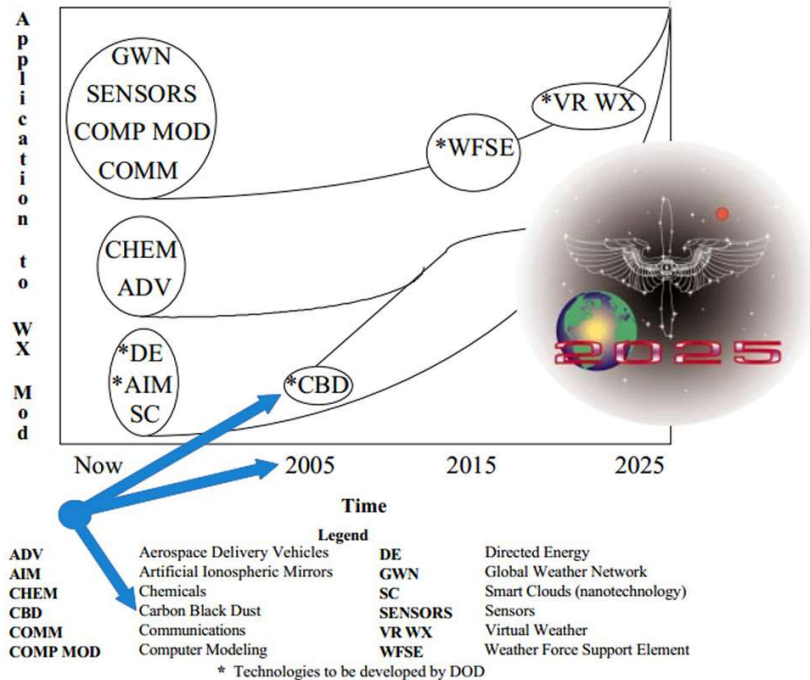 Application to WX Mod
GWN
SENSORS
COMP MOD
COMM
*WFSE
*VR WX
CHEM
ADV
*DE
*AIM
SC
*CBD
2025
Now 2005 2015 2025
Time
Legend
ADV Aerospace Delivery Vehicles DE Directed Energy
AIM Artificial Ionospheric Mirrors GWN Global Weather Network
CHEM Chemicals SC Smart Clouds (nanotechnology)
CBD Carbon Black Dust SENSORS Sensors
COMM Communications VR WX Virtual Weather
COMP MOD Computer Modeling WFSE Weather Force Support Element
* Technologies to be developed by DOD